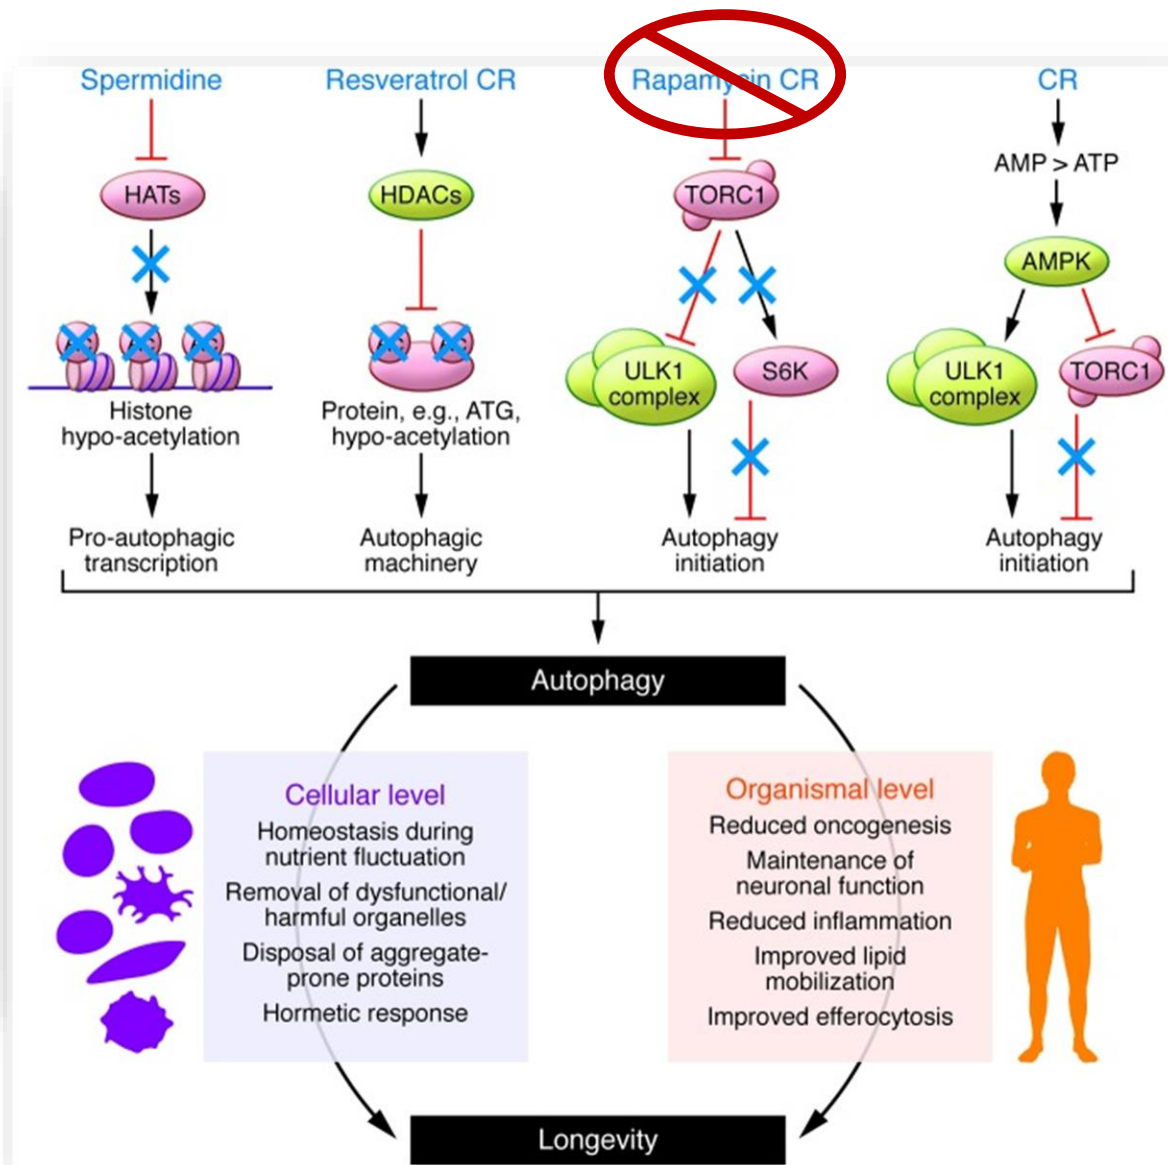 Spermidine
Resveratrol CR
Rapamycin CR
CR
AMP > ATP
HATs
HDACs
TORC1
AMPK
ULK1
complex
S6K
ULK1
complex
TORC1
Histone
hypo-acetylation
Protein, e.g., ATG,
hypo-acetylation
Pro-autophagic
transcription
Autophagic
machinery
Autophagy
initiation
Autophagy
initiation
Autophagy
Cellular level
Homeostasis during
nutrient fluctuation
Removal of dysfunctional/
harmful organelles
Disposal of aggregate-
prone proteins
Hormetic response
Organismal level
Reduced oncogenesis
Maintenance of
neuronal function
Reduced inflammation
Improved lipid
mobilization
Improved efferocytosis
Longevity